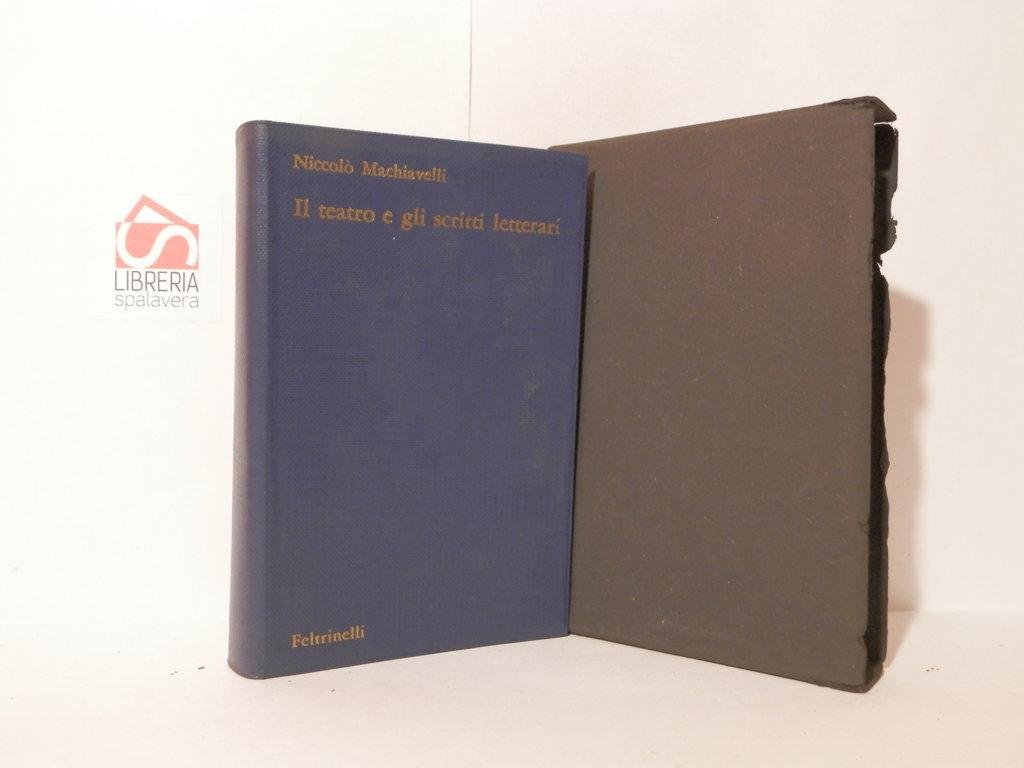 Niccolò Machiavelli
Il teatro e gli scritti letterari
Feltrinelli
LIBRERIA
spalavera